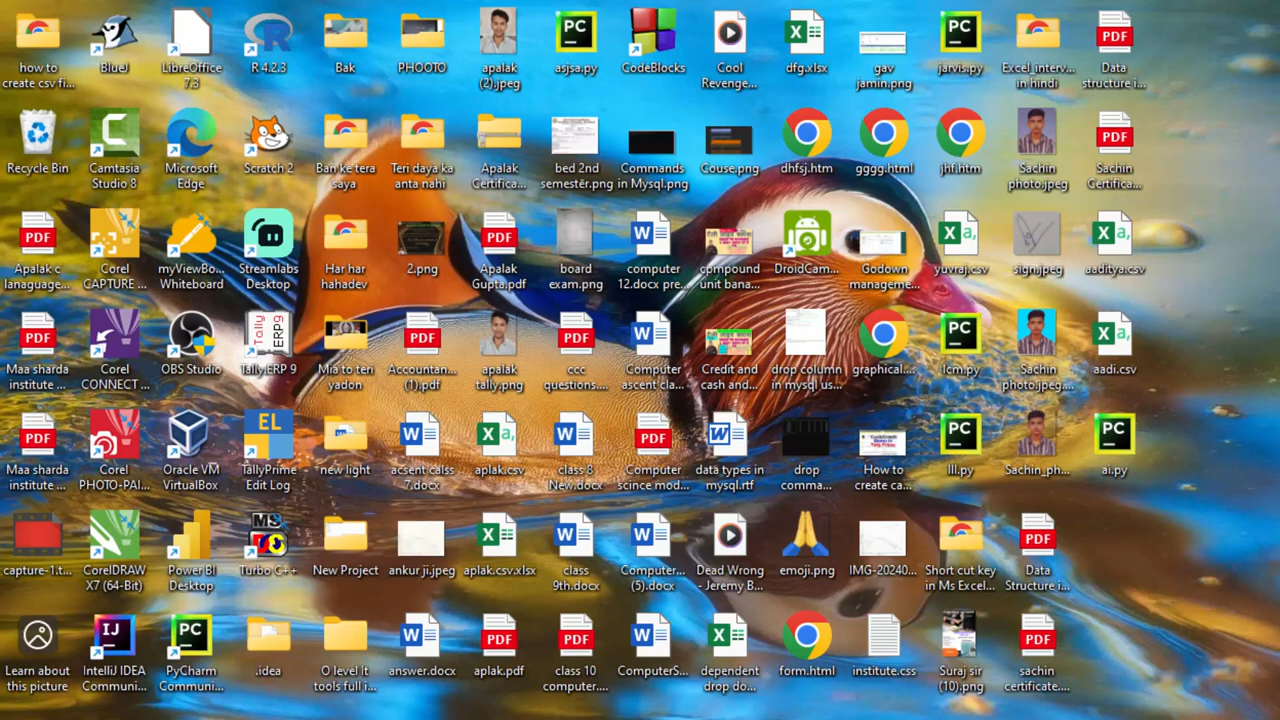 how to
create csv fi...
BlueJ
LibreOffice
7.3
R 4.2.3
Bak
PHOOTO
apalak
(2).jpeg
asjsa.py
CodeBlocks
Cool
Revenge...
dfg.xlsx
gav
jamin.png
jarvis.py
Excel_interv...
in hindi
Data
structure i...
Recycle Bin
Camtasia
Studio 8
Microsoft
Edge
Scratch 2
Ban ke tera
saya
Teri daya ka
anta nahi
Apalak
Certifica...
bed 2nd
semester.png
Commands
in Mysql.png
Couse.png
dhfsj.htm
gggg.html
jhf.htm
Sachin
photo.jpeg
Sachin
Certifica...
Apalak c
lanaguage...
Corel
CAPTURE ...
myViewBo...
Whiteboard
Streamlabs
Desktop
Har har
hahadev
2.png
Apalak
Gupta.pdf
board
exam.png
computer
12.docx pre...
compound
unit bana...
DroidCam...
Godown
manageme...
yuvraj.csv
sign.jpeg
aaditya.csv
Maa sharda
institute ...
Corel
CONNECT ...
OBS Studio
Tally.ERP 9
Mia to teri
yadon
Accountan...
(1).pdf
apalak
tally.png
ccc
questions....
Computer
ascent cla...
Credit and
cash and...
drop column
in mysql us...
graphical....
lcm.py
Sachin
photo.jpeg...
aadi.csv
Maa sharda
institute ...
Corel
PHOTO-PAI...
Oracle VM
VirtualBox
TallyPrime
Edit Log
new light
acsent calss
7.docx
aplak.csv
class 8
New.docx
Computer
scince mod...
data types in
mysql.rtf
drop
comma...
How to
create ca...
lll.py
Sachin_ph...
ai.py
capture-1.t...
CorelDRAW
X7 (64-Bit)
Power BI
Desktop
Turbo C++
New Project
ankur ji.jpeg
aplak.csv.xlsx
class
9th.docx
Computer...
(5).docx
Dead Wrong
- Jeremy B...
emoji.png
IMG-20240...
Short cut key
in Ms Excel...
Data
Structure i...
Learn about
this picture
IntelliJ IDEA
Communi...
PyCharm
Communi...
.idea
O level It
tools full i...
answer.docx
aplak.pdf
class 10
computer....
ComputerS...
dependent
drop do...
form.html
institute.css
Suraj sir
(10).png
sachin
certificate....